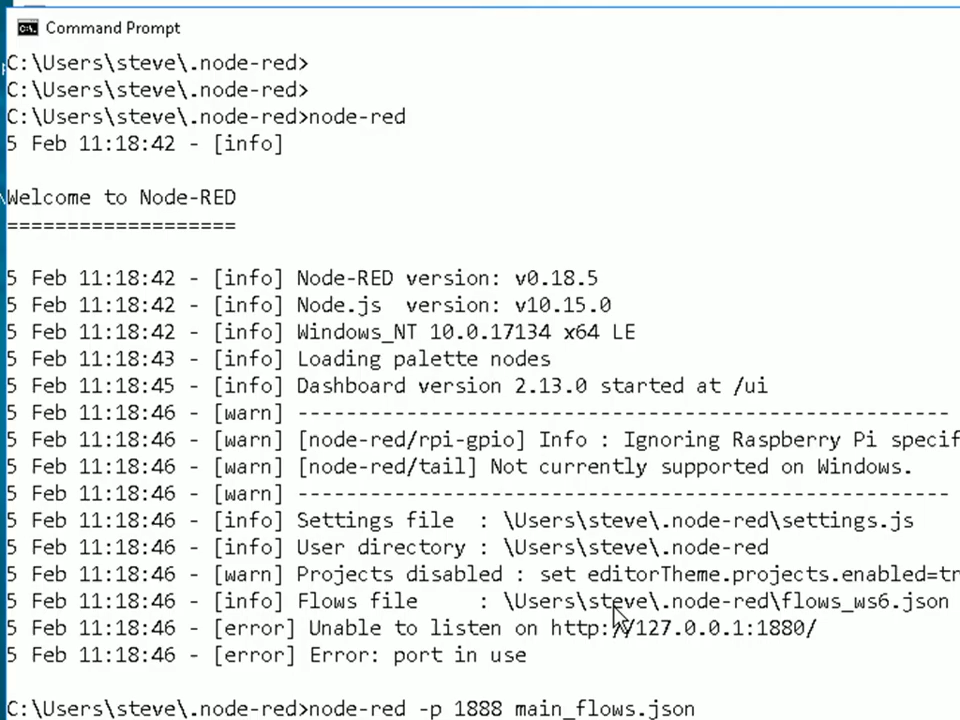 Command Prompt
C:\Users\steve\.node-red>
C:\Users\steve\.node-red>
C:\Users\steve\.node-red>node-red
5 Feb 11:18:42 - [info]

Welcome to Node-RED
===================

5 Feb 11:18:42 - [info] Node-RED version: v0.18.5
5 Feb 11:18:42 - [info] Node.js  version: v10.15.0
5 Feb 11:18:42 - [info] Windows_NT 10.0.17134 x64 LE
5 Feb 11:18:43 - [info] Loading palette nodes
5 Feb 11:18:45 - [info] Dashboard version 2.13.0 started at /ui
5 Feb 11:18:46 - [warn] ------------------------------------------------------
5 Feb 11:18:46 - [warn] [node-red/rpi-gpio] Info : Ignoring Raspberry Pi specif
5 Feb 11:18:46 - [warn] [node-red/tail] Not currently supported on Windows.
5 Feb 11:18:46 - [warn] ------------------------------------------------------
5 Feb 11:18:46 - [info] Settings file  : \Users\steve\.node-red\settings.js
5 Feb 11:18:46 - [info] User directory : \Users\steve\.node-red
5 Feb 11:18:46 - [warn] Projects disabled : set editorTheme.projects.enabled=tr
5 Feb 11:18:46 - [info] Flows file     : \Users\steve\.node-red\flows_ws6.json
5 Feb 11:18:46 - [error] Unable to listen on http://127.0.0.1:1880/
5 Feb 11:18:46 - [error] Error: port in use

C:\Users\steve\.node-red>node-red -p 1888 main_flows.json